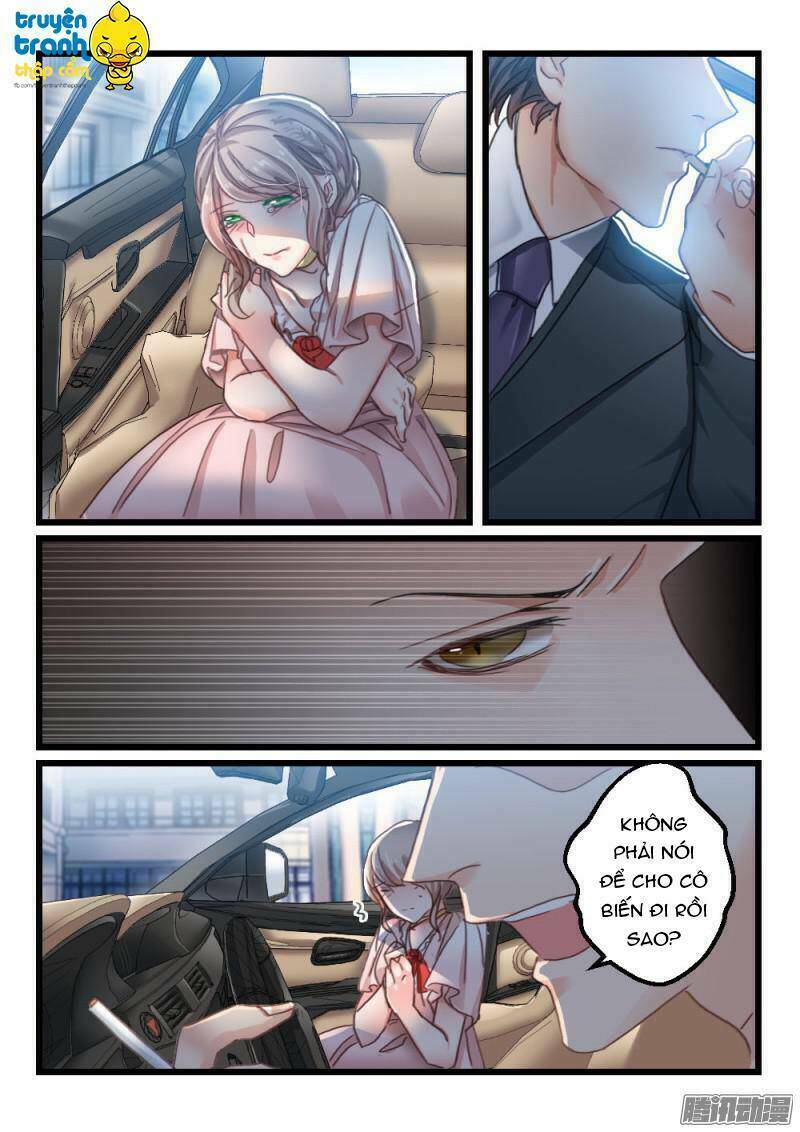 truyện
tranh
thập cẩm
KHÔNG
PHẢI NÓI
ĐỂ CHO CÔ
BIẾN ĐI RỒI
SAO?
腾讯动漫